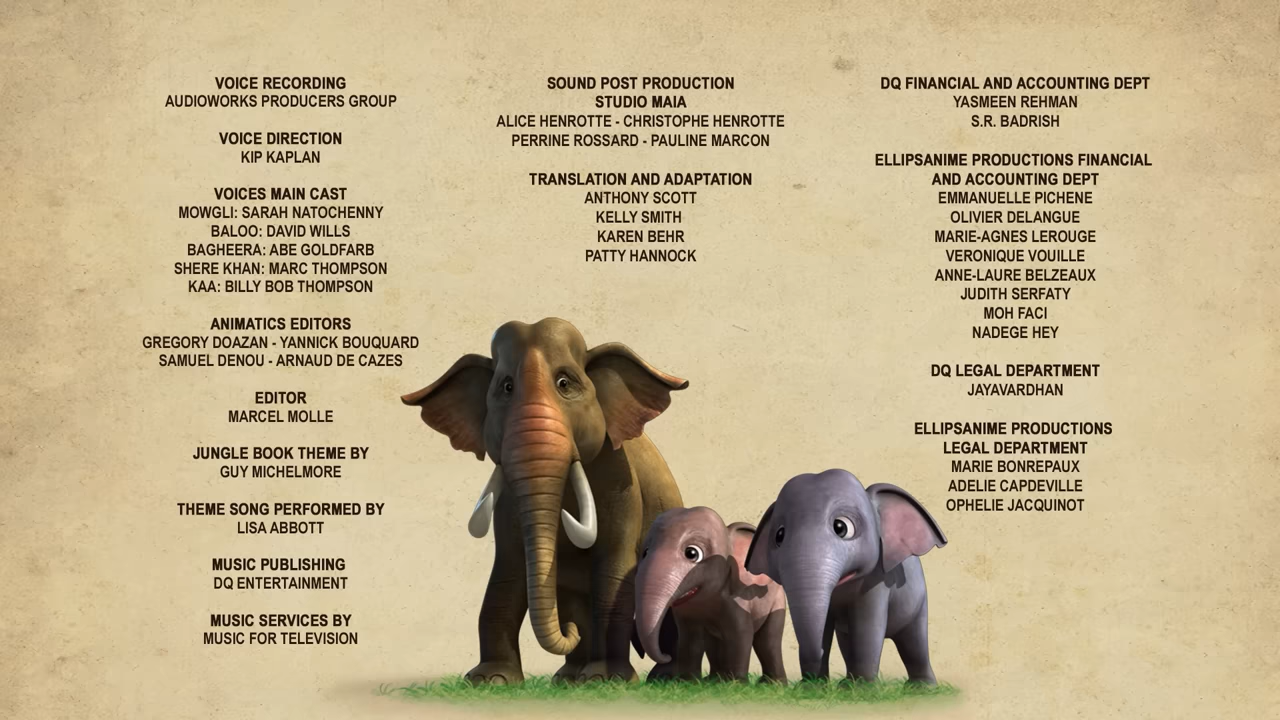 VOICE RECORDING
AUDIOWORKS PRODUCERS GROUP
VOICE DIRECTION
KIP KAPLAN
VOICES MAIN CAST
MOWGLI: SARAH NATOCHENNY
BALOO: DAVID WILLS
BAGHEERA: ABE GOLDFARB
SHERE KHAN: MARC THOMPSON
KAA: BILLY BOB THOMPSON
ANIMATICS EDITORS
GREGORY DOAZAN - YANNICK BOUQUARD
SAMUEL DENOU - ARNAUD DE CAZES
EDITOR
MARCEL MOLLE
JUNGLE BOOK THEME BY
GUY MICHELMORE
THEME SONG PERFORMED BY
LISA ABBOTT
MUSIC PUBLISHING
DQ ENTERTAINMENT
MUSIC SERVICES BY
MUSIC FOR TELEVISION
SOUND POST PRODUCTION
STUDIO MAIA
ALICE HENROTTE - CHRISTOPHE HENROTTE
PERRINE ROSSARD - PAULINE MARCON
TRANSLATION AND ADAPTATION
ANTHONY SCOTT
KELLY SMITH
KAREN BEHR
PATTY HANNOCK
DQ FINANCIAL AND ACCOUNTING DEPT
YASMEEN REHMAN
S.R. BADRISH
ELLIPSANIME PRODUCTIONS FINANCIAL
AND ACCOUNTING DEPT
EMMANUELLE PICHENE
OLIVIER DELANGUE
MARIE-AGNES LEROUGE
VERONIQUE VOUILLE
ANNE-LAURE BELZEAUX
JUDITH SERFATY
MOH FACI
NADEGE HEY
DQ LEGAL DEPARTMENT
JAYAVARDHAN
ELLIPSANIME PRODUCTIONS
LEGAL DEPARTMENT
MARIE BONREPAUX
ADELIE CAPDEVILLE
OPHELIE JACQUINOT